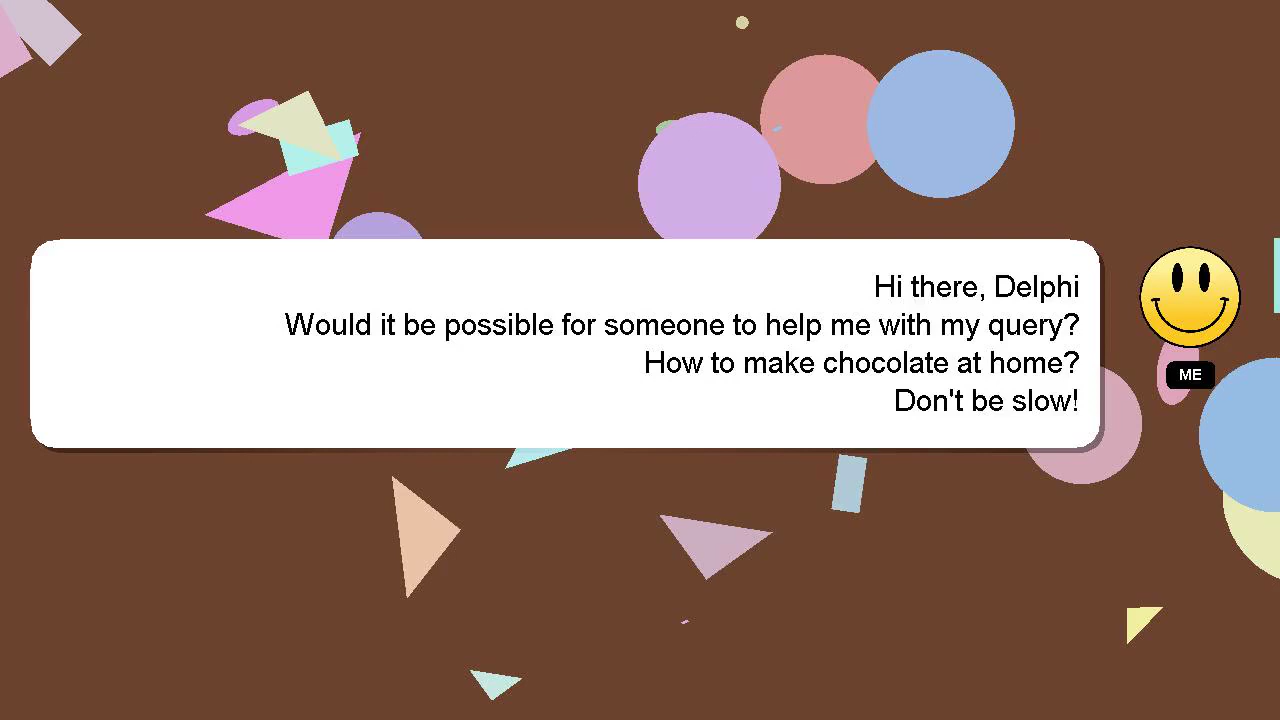 Hi there, Delphi
Would it be possible for someone to help me with my query?
How to make chocolate at home?
Don't be slow!
ME